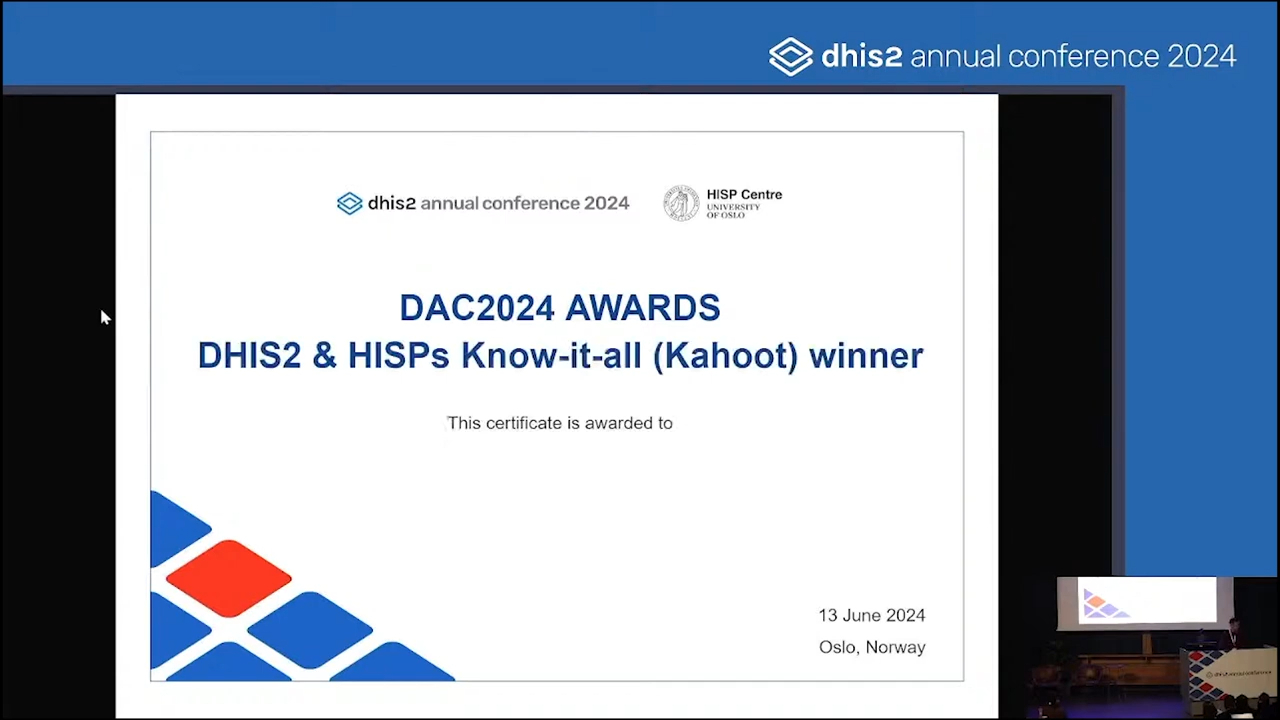 dhis2 annual conference 2024
dhis2 annual conference 2024
HISP Centre
UNIVERSITY
OF OSLO
DAC2024 AWARDS
DHIS2 & HISPs Know-it-all (Kahoot) winner
This certificate is awarded to
13 June 2024
Oslo, Norway